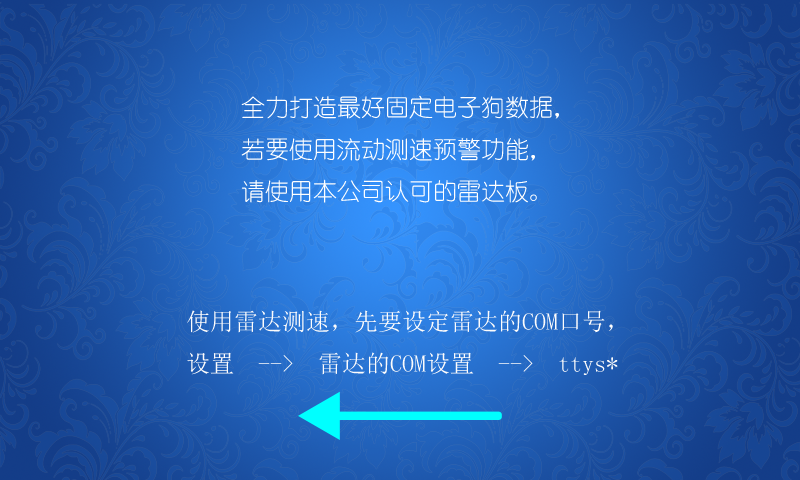 全力打造最好固定电子狗数据，
若要使用流动测速预警功能，
请使用本公司认可的雷达板。
使用雷达测速，先要设定雷达的COM口号，
设置 --> 雷达的COM设置 --> ttys*